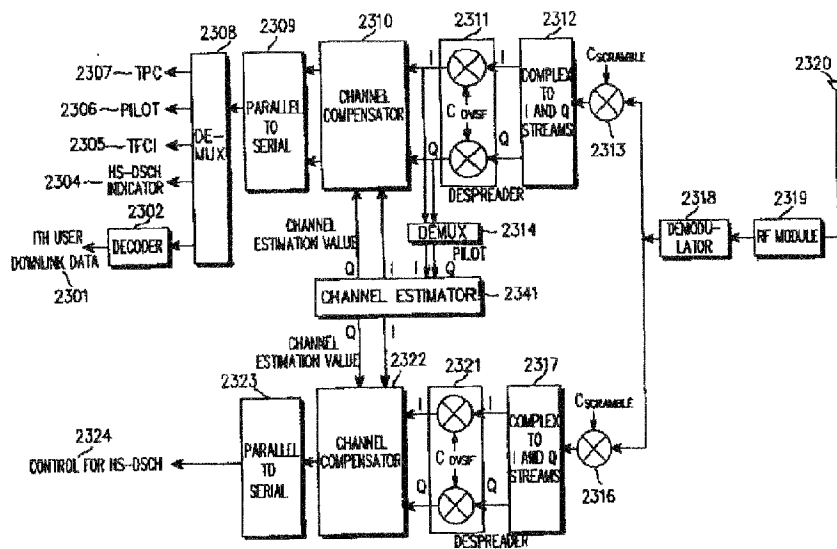 2308
2309
2310
2311
2312
2320
2307 TPC
2306 PILOT
2305 TFCI
2304 HS-DSCH
INDICATOR
2302
DECODER
ITH USER
DOWNLINK DATA
2301
DE-
MUX
PARALLEL
TO
SERIAL
CHANNEL COMPENSATOR
I
I
C OVSF
Q
Q
DESPREADER
COMPLEX
TO
I AND Q
STREAMS
CSCRAMBLE
2313
2318
DEMODU-
LATOR
2319
RF MODULE
DEMUX
2314
PILOT
CHANNEL
ESTIMATION VALUE
Q
I
I
Q
CHANNEL ESTIMATOR
2341
Q
I
CHANNEL
ESTIMATION VALUE
2322
2323
2321
2317
2324
CONTROL FOR HS-DSCH
PARALLEL
TO
SERIAL
CHANNEL
COMPENSATOR
I
I
C OVSF
Q
Q
DESPREADER
COMPLEX
TO
I AND Q
STREAMS
CSCRAMBLE
2316